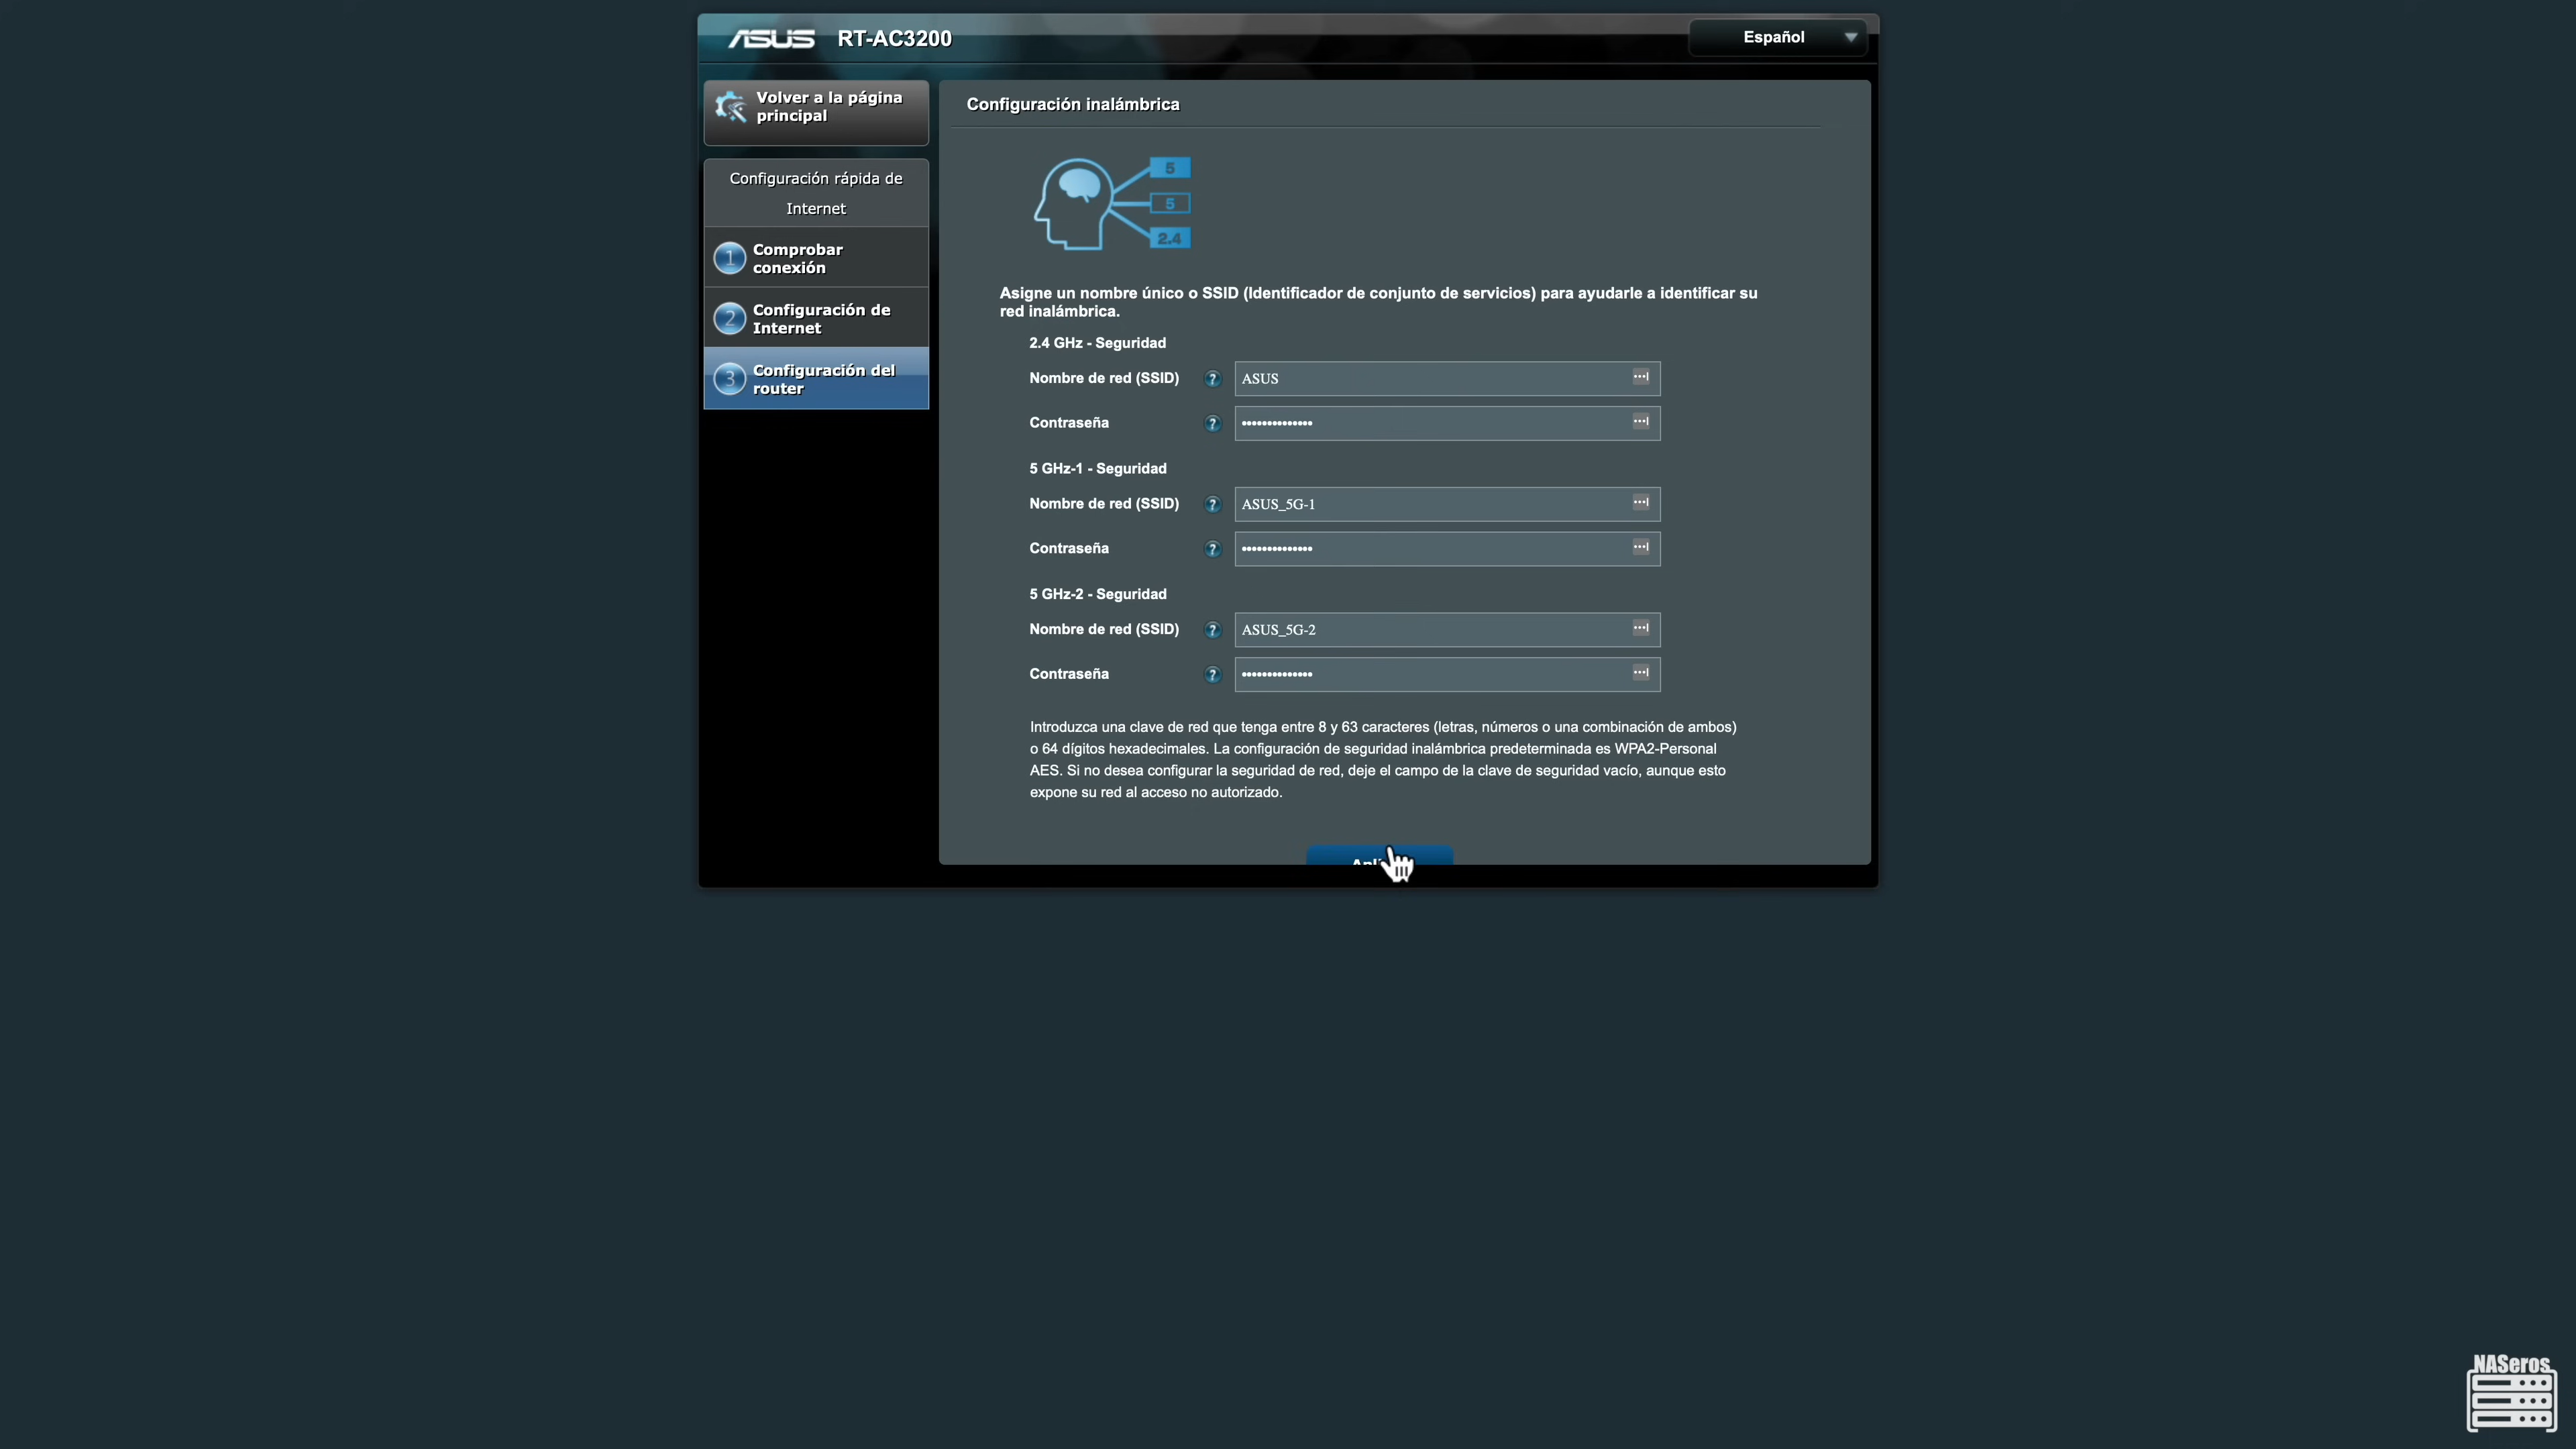 ASUS RT-AC3200
Español
Volver a la página
principal
Configuración rápida de
Internet
1 Comprobar
conexión
2 Configuración de
Internet
3 Configuración del
router
Configuración inalámbrica
5
5
2.4
Asigne un nombre único o SSID (Identificador de conjunto de servicios) para ayudarle a identificar su
red inalámbrica.
2.4 GHz - Seguridad
Nombre de red (SSID) ? ASUS
Contraseña ? ••••••••••••••
5 GHz-1 - Seguridad
Nombre de red (SSID) ? ASUS_5G-1
Contraseña ? ••••••••••••••
5 GHz-2 - Seguridad
Nombre de red (SSID) ? ASUS_5G-2
Contraseña ? ••••••••••••••
Introduzca una clave de red que tenga entre 8 y 63 caracteres (letras, números o una combinación de ambos)
o 64 dígitos hexadecimales. La configuración de seguridad inalámbrica predeterminada es WPA2-Personal
AES. Si no desea configurar la seguridad de red, deje el campo de la clave de seguridad vacío, aunque esto
expone su red al acceso no autorizado.
NASeros